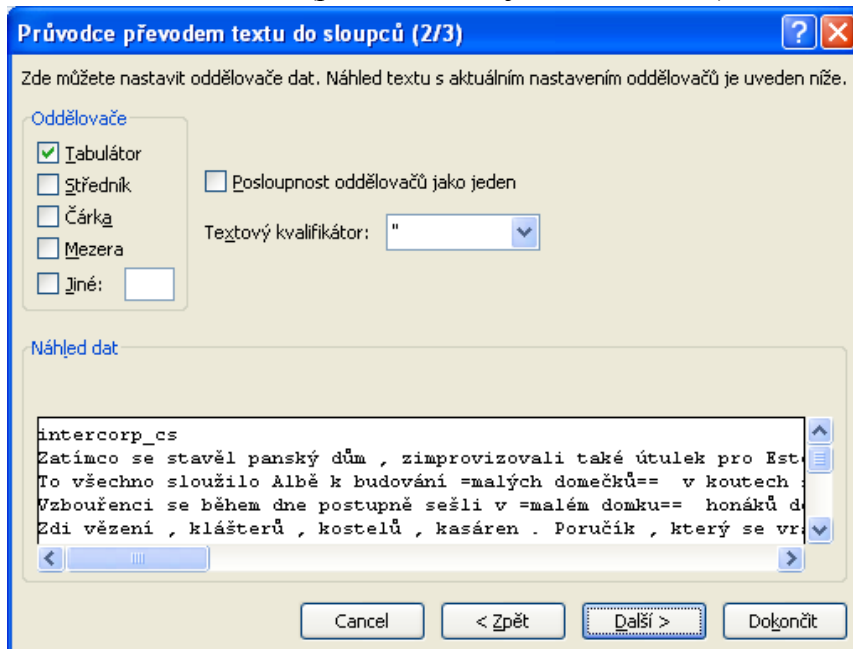 Průvodce převodem textu do sloupců (2/3)
Zde můžete nastavit oddělovače dat. Náhled textu s aktuálním nastavením oddělovačů je uveden níže.
Oddělovače
Tabulátor
Středník
Čárka
Mezera
Jiné:
Posloupnost oddělovačů jako jeden
Textový kvalifikátor: "
Náhled dat
intercorp_cs
Zatímco se stavěl panský dům , zimprovizovali také útulek pro
To všechno sloužilo Albě k budování =malých domečků== v koutech
Vzbouřenci se během dne postupně sešli v =malém domku== honáků
Zdi vězení , klášterů , kostelů , kasáren . Poručík , který se
Cancel
< Zpět
Další >
Dokončit